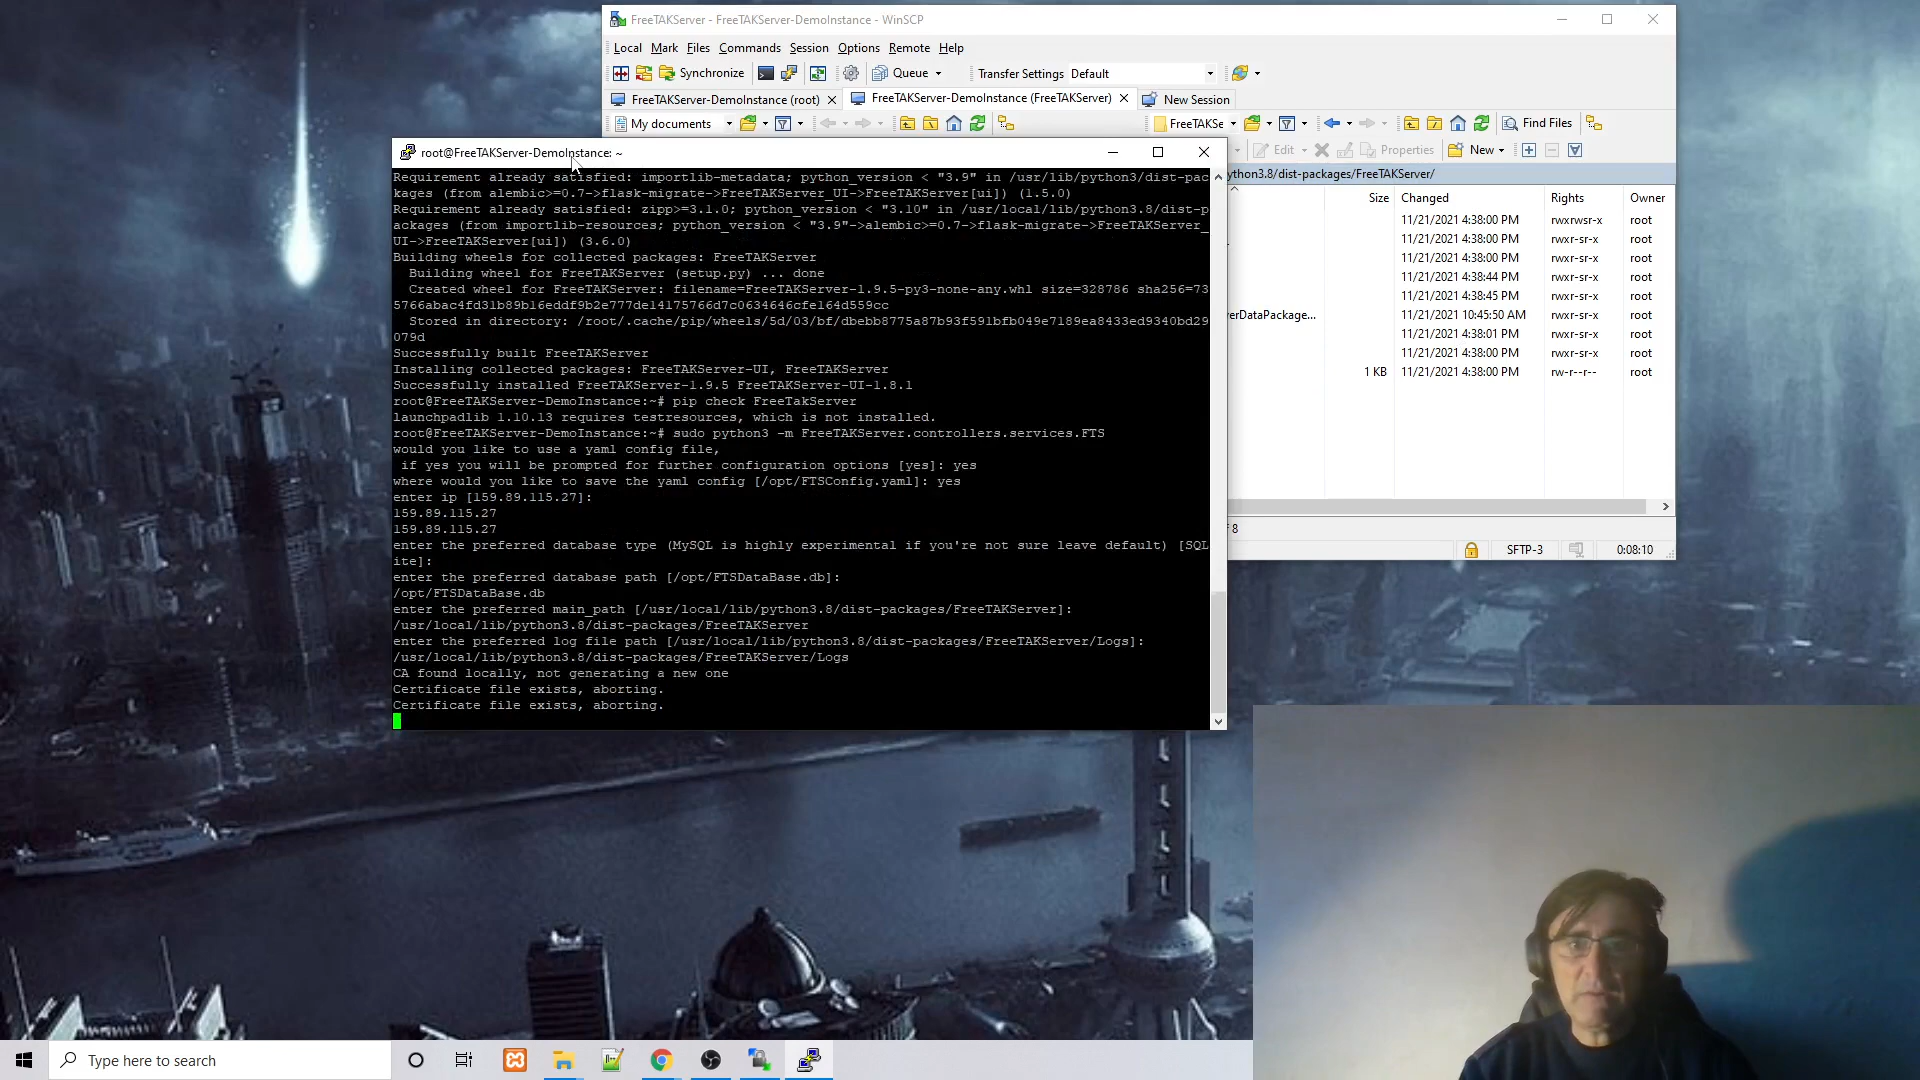 FreeTAKServer - FreeTAKServer-DemoInstance - WinSCP
Local Mark Files Commands Session Options Remote Help
Synchronize Queue Transfer Settings Default
FreeTAKServer-DemoInstance (root) FreeTAKServer-DemoInstance (FreeTAKServer) New Session
My documents FreeTAKSe Find Files
root@FreeTAKServer-DemoInstance: ~
Edit Properties New
ython3.8/dist-packages/FreeTAKServer/
Size Changed Rights Owner
11/21/2021 4:38:00 PM rwxrwsr-x root
11/21/2021 4:38:00 PM rwxr-sr-x root
11/21/2021 4:38:00 PM rwxr-sr-x root
11/21/2021 4:38:44 PM rwxr-sr-x root
11/21/2021 4:38:45 PM rwxr-sr-x root
erDataPackage... 11/21/2021 10:45:50 AM rwxr-sr-x root
11/21/2021 4:38:01 PM rwxr-sr-x root
11/21/2021 4:38:00 PM rwxr-sr-x root
1 KB 11/21/2021 4:38:00 PM rw-r--r-- root
8
SFTP-3 0:08:10
Requirement already satisfied: importlib-metadata; python_version < "3.9" in /usr/lib/python3/dist-pac
kages (from alembic>=0.7->flask-migrate->FreeTAKServer_UI->FreeTAKServer[ui]) (1.5.0)
Requirement already satisfied: zipp>=3.1.0; python_version < "3.10" in /usr/local/lib/python3.8/dist-p
ackages (from importlib-resources; python_version < "3.9"->alembic>=0.7->flask-migrate->FreeTAKServer_
UI->FreeTAKServer[ui]) (3.6.0)
Building wheels for collected packages: FreeTAKServer
Building wheel for FreeTAKServer (setup.py) ... done
Created wheel for FreeTAKServer: filename=FreeTAKServer-1.9.5-py3-none-any.whl size=328786 sha256=73
5766abac4fd31b89b16eddf9b2e777de14175766d7c0634646cfe164d559cc
Stored in directory: /root/.cache/pip/wheels/5d/03/bf/dbebb8775a87b93f591bfb049e7189ea8433ed9340bd29
079d
Successfully built FreeTAKServer
Installing collected packages: FreeTAKServer-UI, FreeTAKServer
Successfully installed FreeTAKServer-1.9.5 FreeTAKServer-UI-1.8.1
root@FreeTAKServer-DemoInstance:~# pip check FreeTakServer
launchpadlib 1.10.13 requires testresources, which is not installed.
root@FreeTAKServer-DemoInstance:~# sudo python3 -m FreeTAKServer.controllers.services.FTS
would you like to use a yaml config file,
if yes you will be prompted for further configuration options [yes]: yes
where would you like to save the yaml config [/opt/FTSConfig.yaml]: yes
enter ip [159.89.115.27]:
159.89.115.27
159.89.115.27
enter the preferred database type (MySQL is highly experimental if you're not sure leave default) [SQL
ite]:
enter the preferred database path [/opt/FTSDataBase.db]:
/opt/FTSDataBase.db
enter the preferred main_path [/usr/local/lib/python3.8/dist-packages/FreeTAKServer]:
/usr/local/lib/python3.8/dist-packages/FreeTAKServer
enter the preferred log file path [/usr/local/lib/python3.8/dist-packages/FreeTAKServer/Logs]:
/usr/local/lib/python3.8/dist-packages/FreeTAKServer/Logs
CA found locally, not generating a new one
Certificate file exists, aborting.
Certificate file exists, aborting.
Type here to search